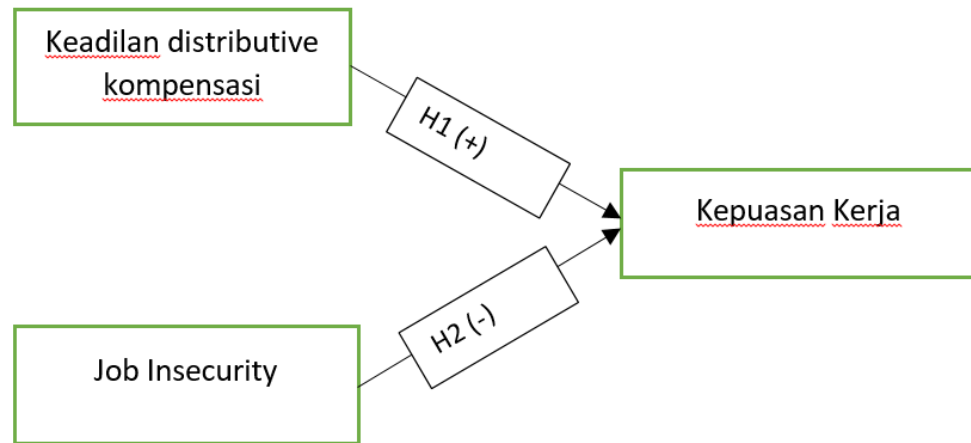 Keadilan distributive
kompensasi
H1 (+)
Kepuasan Kerja
H2 (-)
Job Insecurity